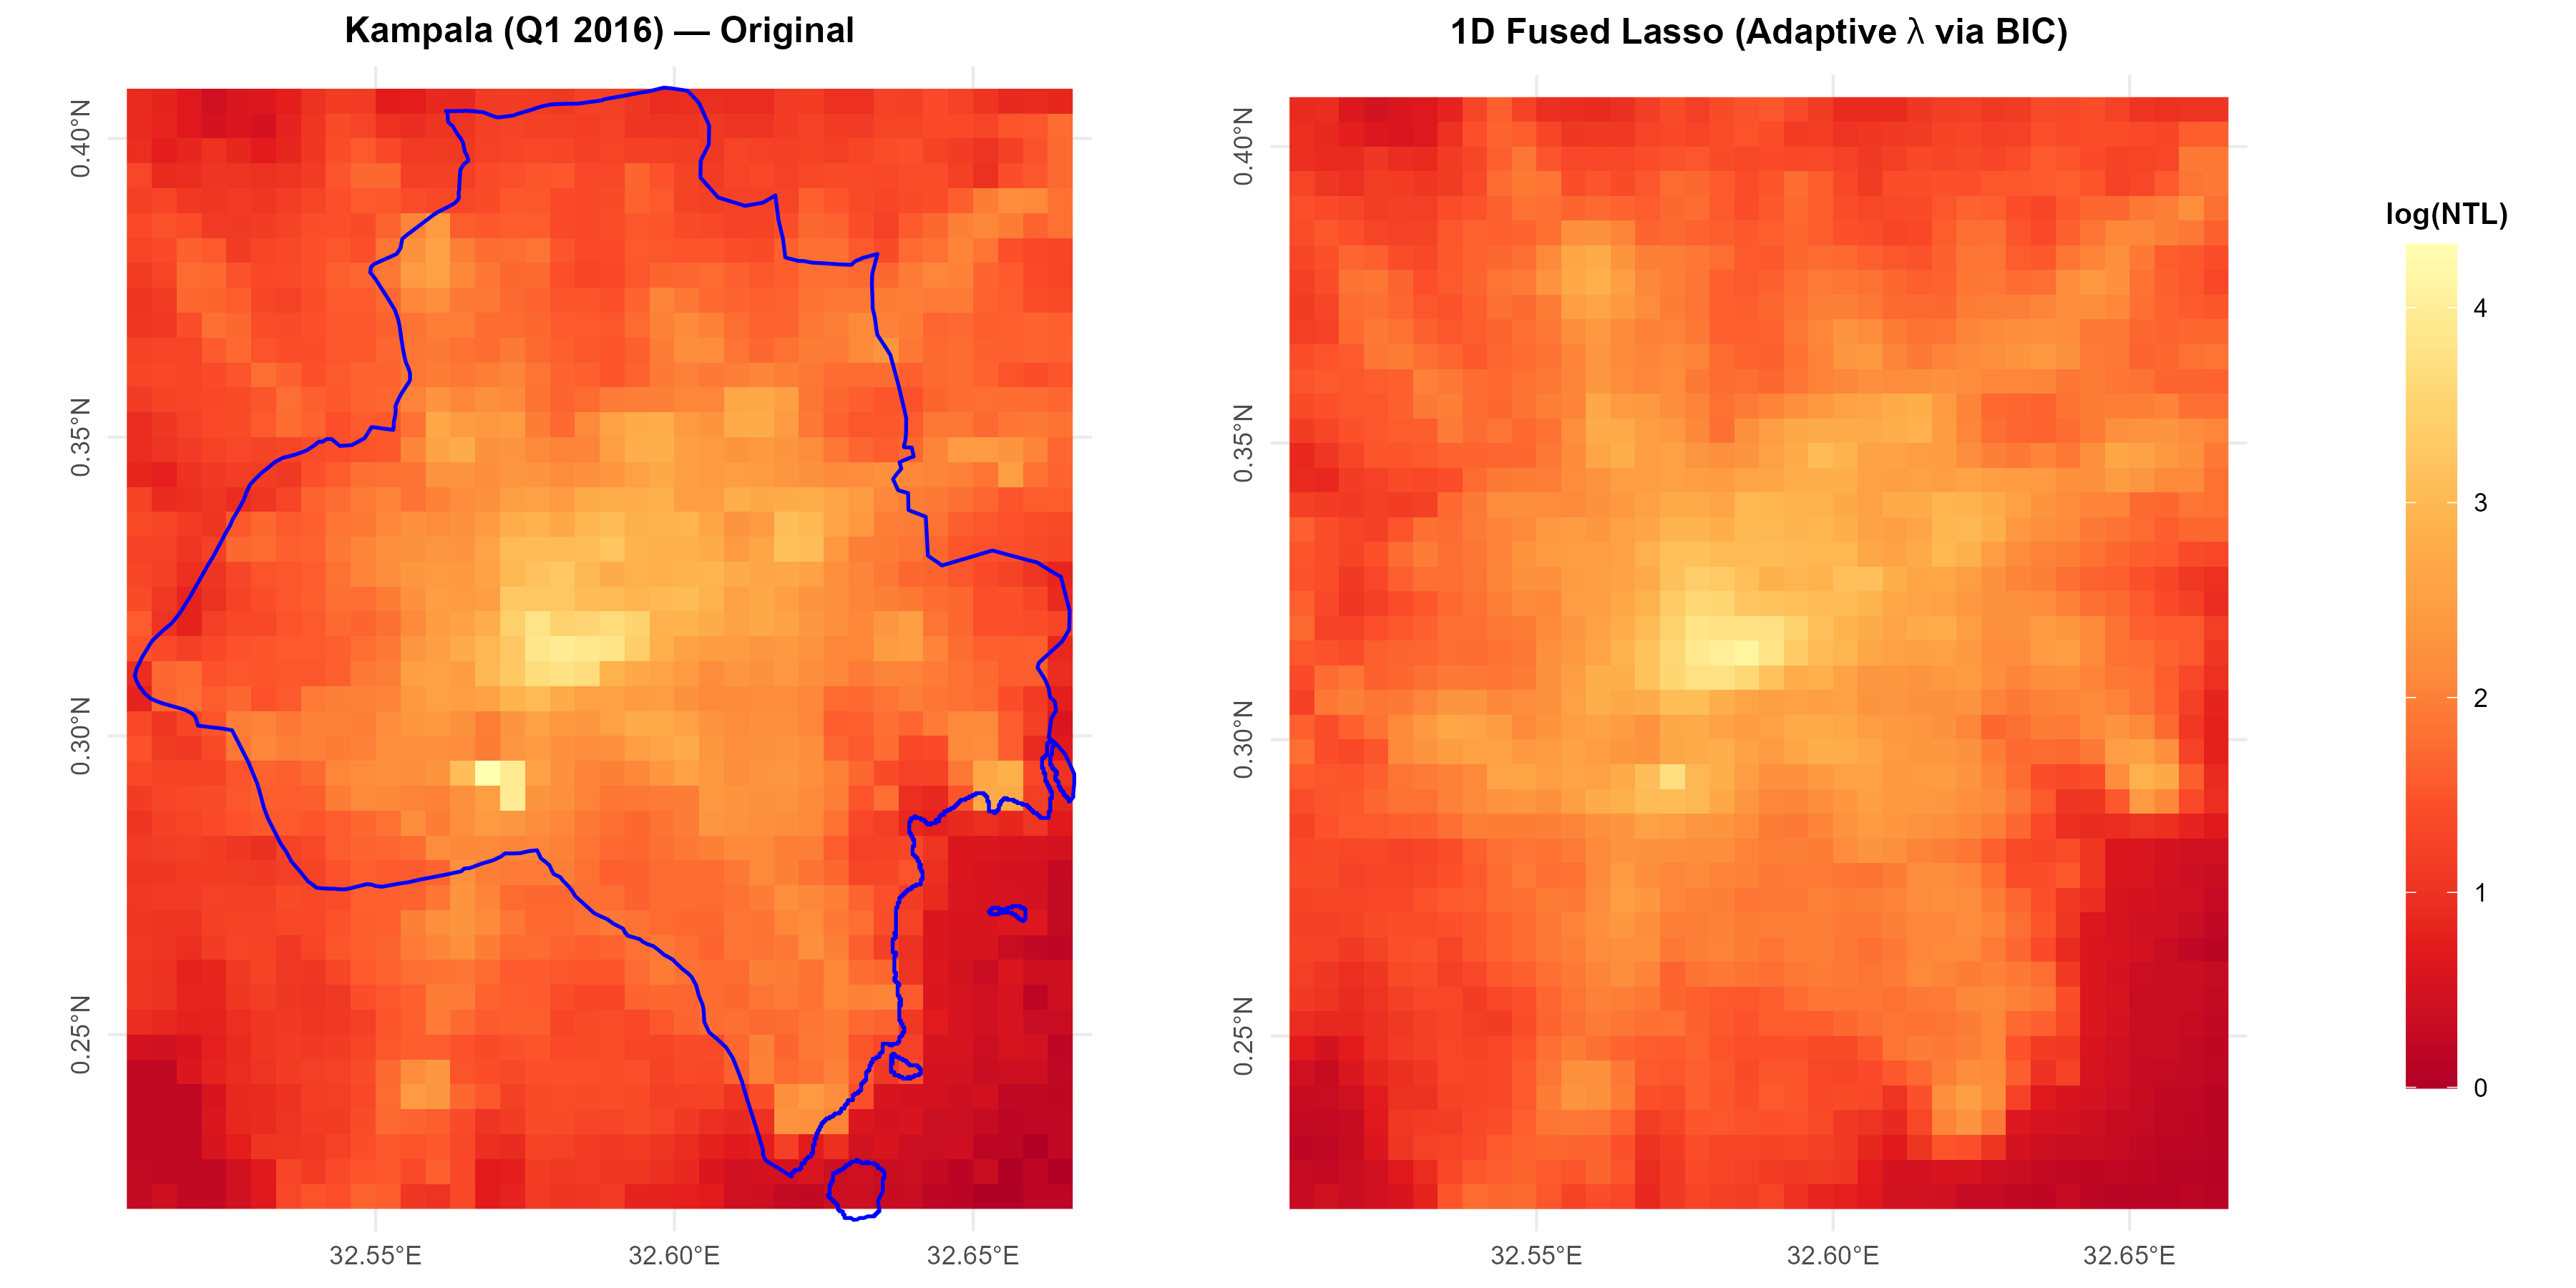 Kampala (Q1 2016) — Original
0.40°N
0.35°N
0.30°N
0.25°N
32.55°E
32.60°E
32.65°E
1D Fused Lasso (Adaptive λ via BIC)
0.40°N
0.35°N
0.30°N
0.25°N
32.55°E
32.60°E
32.65°E
log(NTL)
4
3
2
1
0